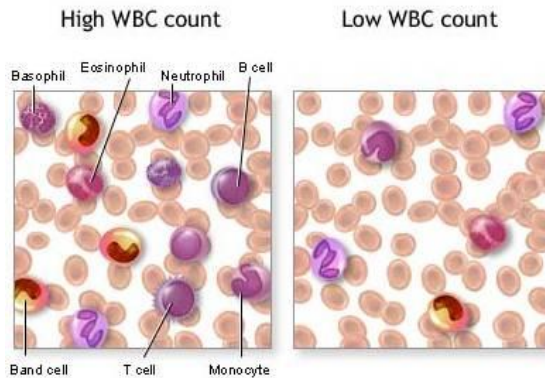 High WBC count
Low WBC count
Basophil
Eosinophil
Neutrophil
B cell
Band cell
T cell
Monocyte